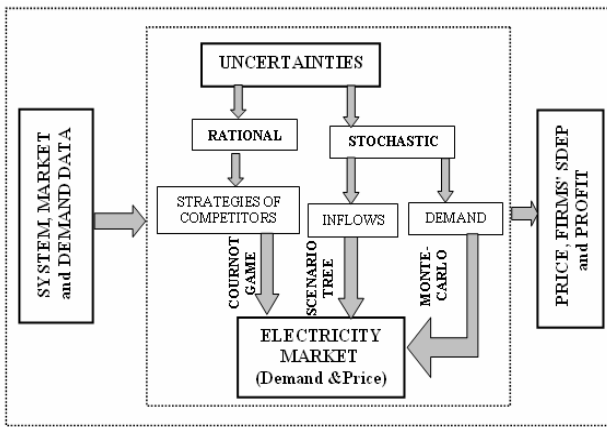 SYSTEM, MARKET
and DEMAND DATA
UNCERTAINTIES
RATIONAL
STOCHASTIC
STRATEGIES OF
COMPETITORS
INFLOWS
DEMAND
COURNOT
GAME
SCENARIO
TREE
MONTE-
CARLO
ELECTRICITY
MARKET
(Demand &Price)
PRICE, FIRMS' SDEP
and PROFIT